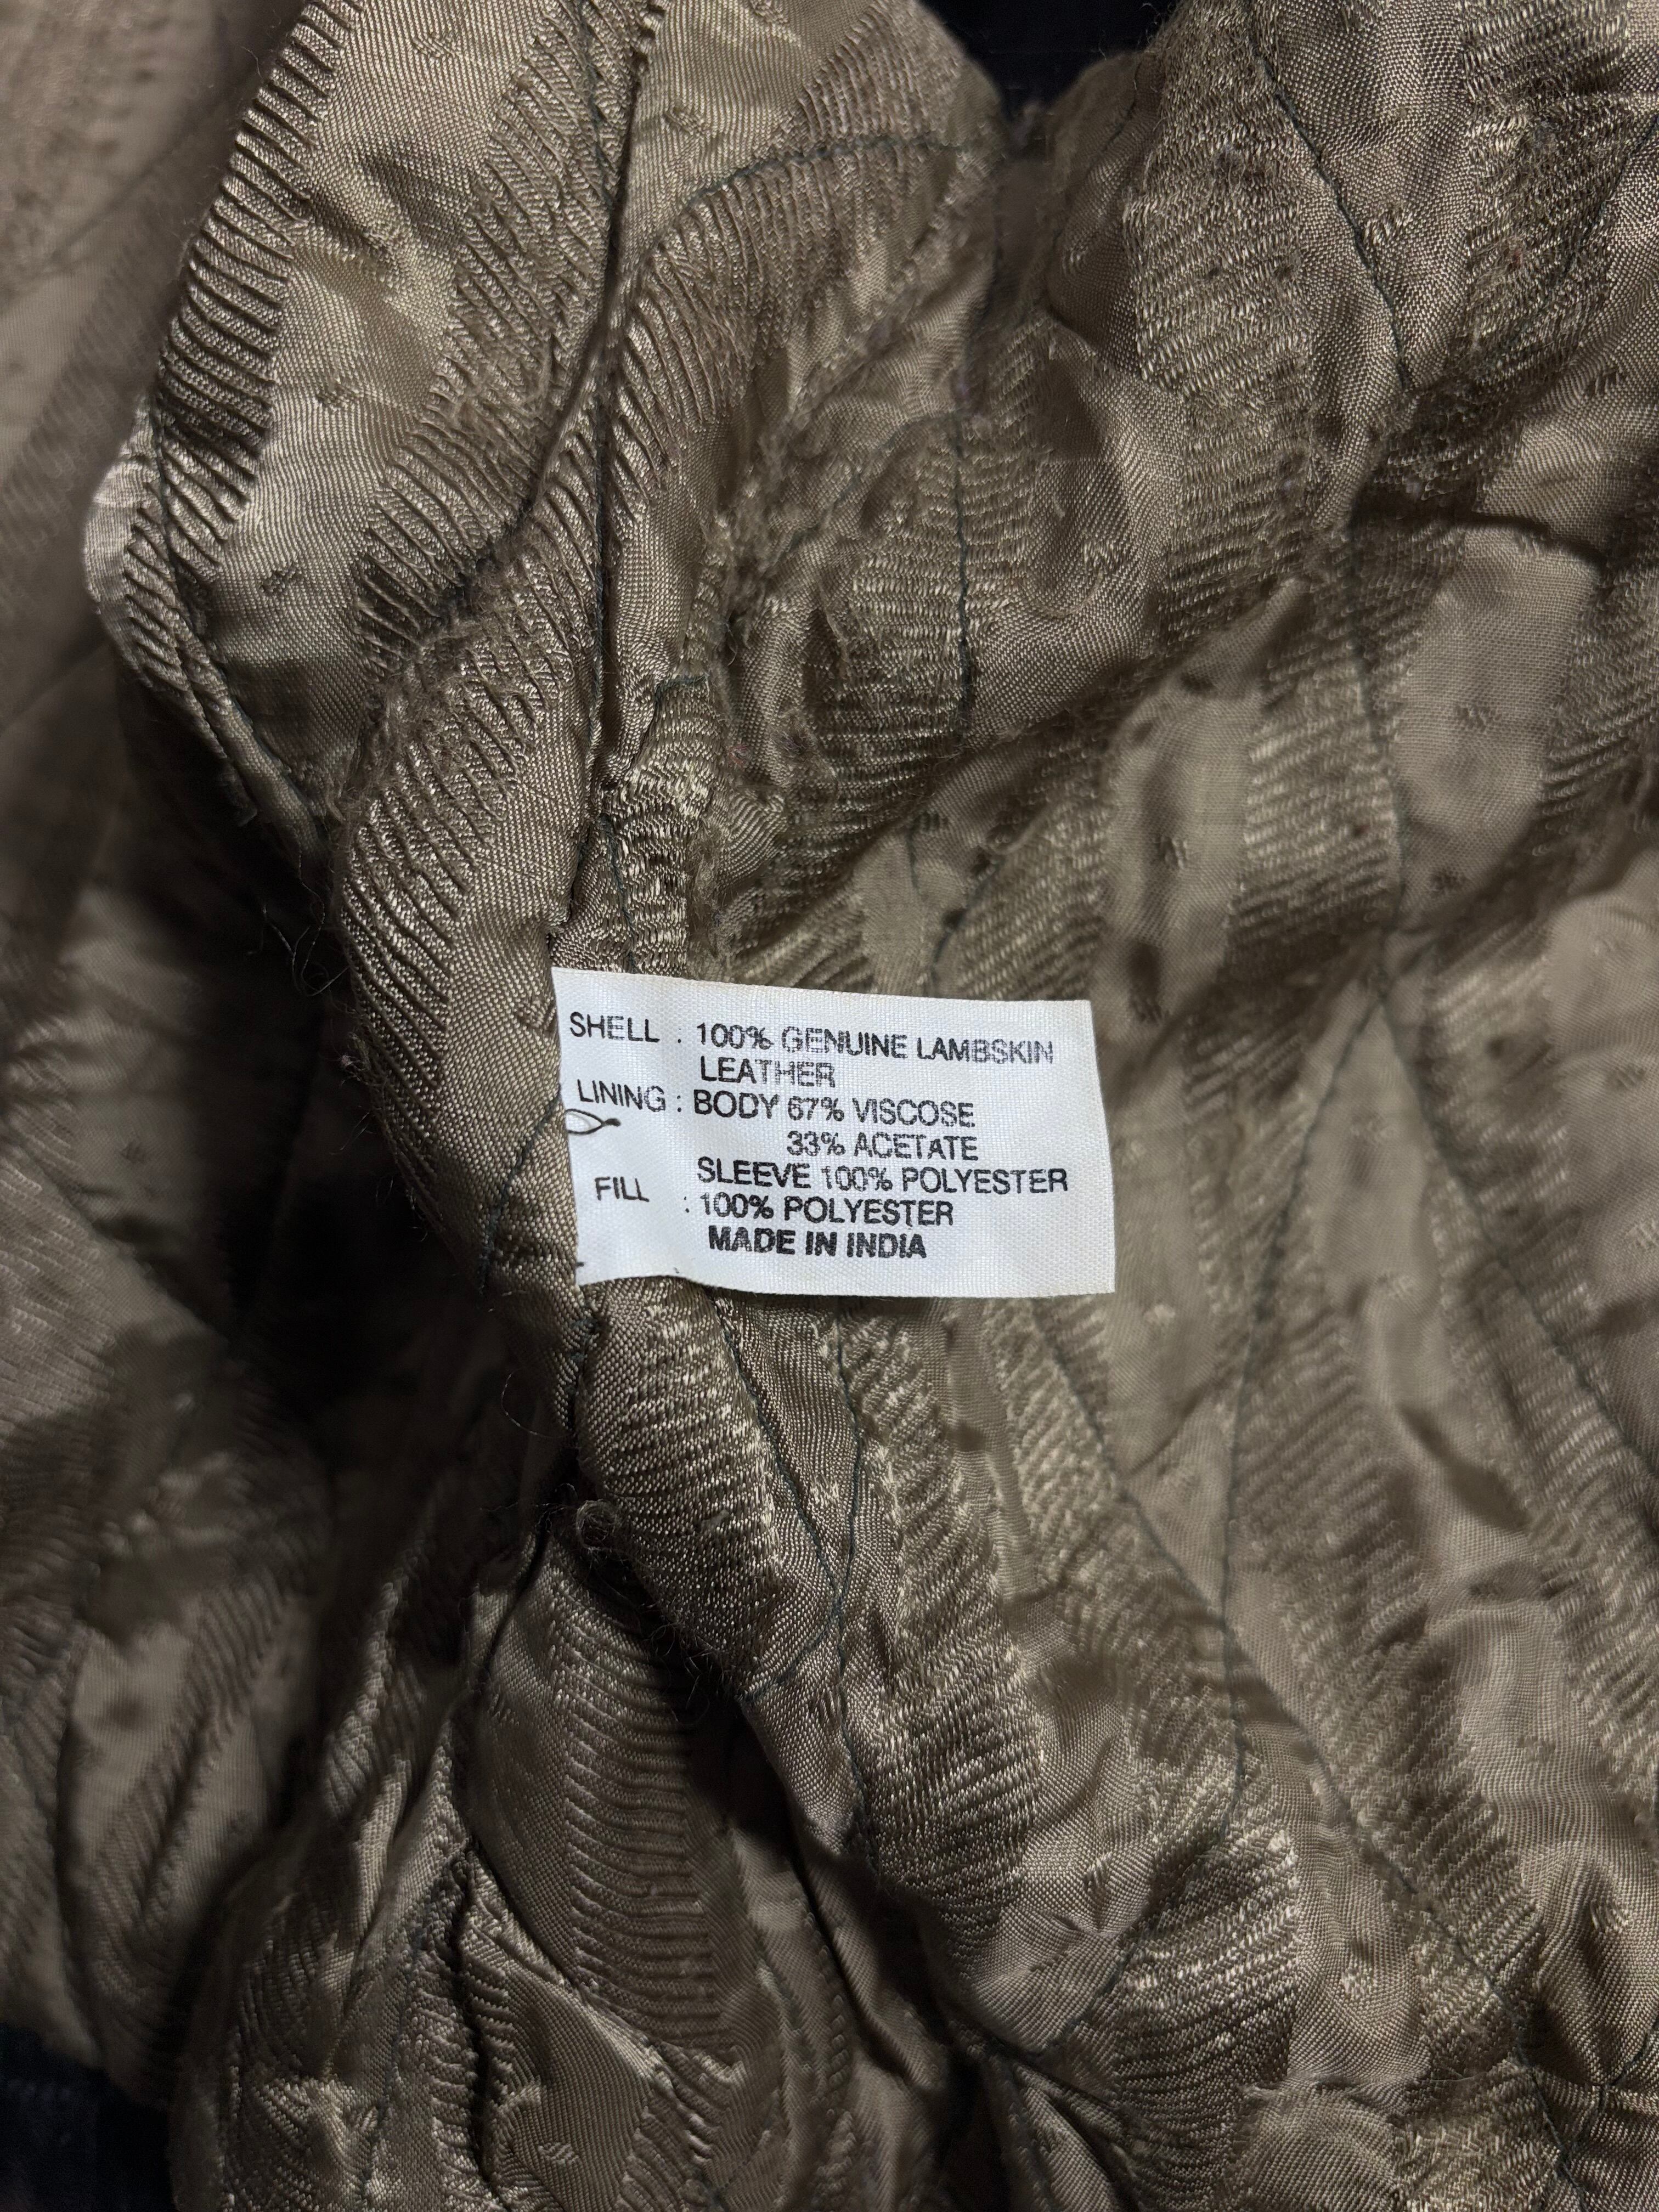 SHELL : 100% GENUINE LAMBSKIN
LEATHER
LINING : BODY 67% VISCOSE
33% ACETATE
SLEEVE 100% POLYESTER
FILL : 100% POLYESTER
MADE IN INDIA